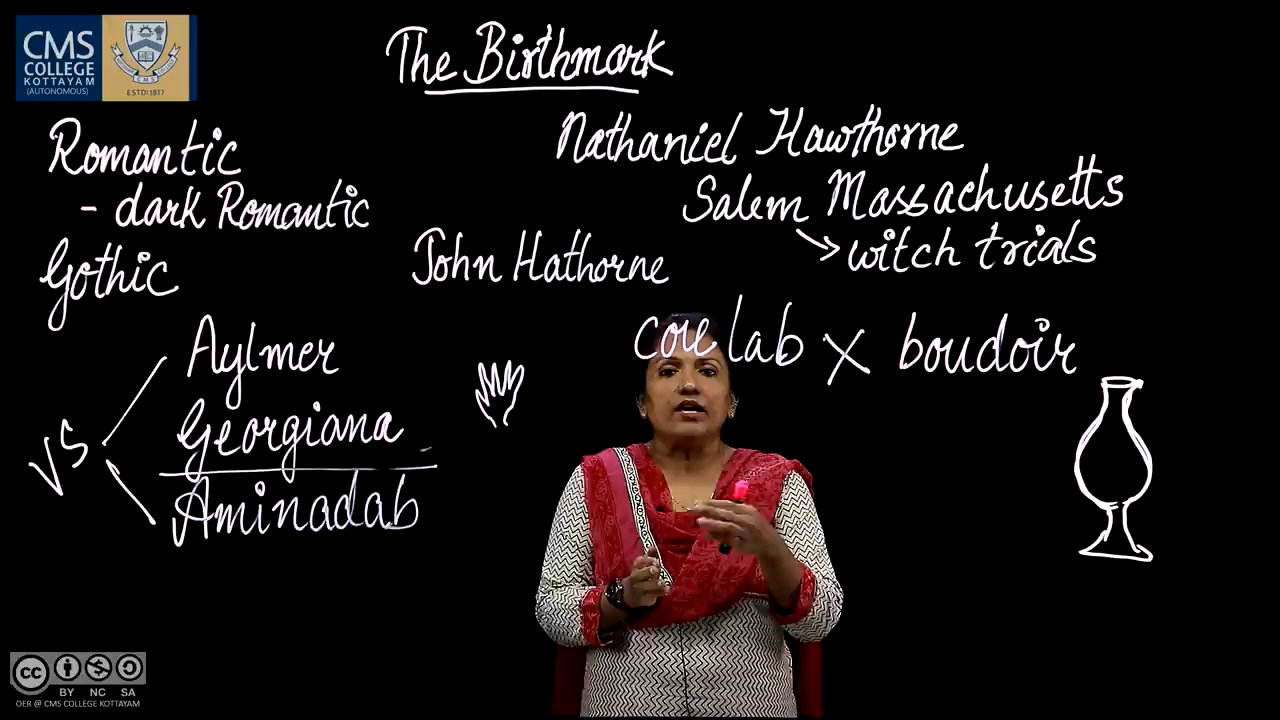 CMS
COLLEGE
KOTTAYAM
(AUTONOMOUS)
ESTD:1817
The Birthmark
Romantic
- dark Romantic
Gothic
Nathaniel Hawthorne
Salem Massachusetts
witch trials
John Hathorne
lab X boudoir
VS
Aylmer
Georgiana
Aminadab
cc
BY NC SA
OER @ CMS COLLEGE KOTTAYAM